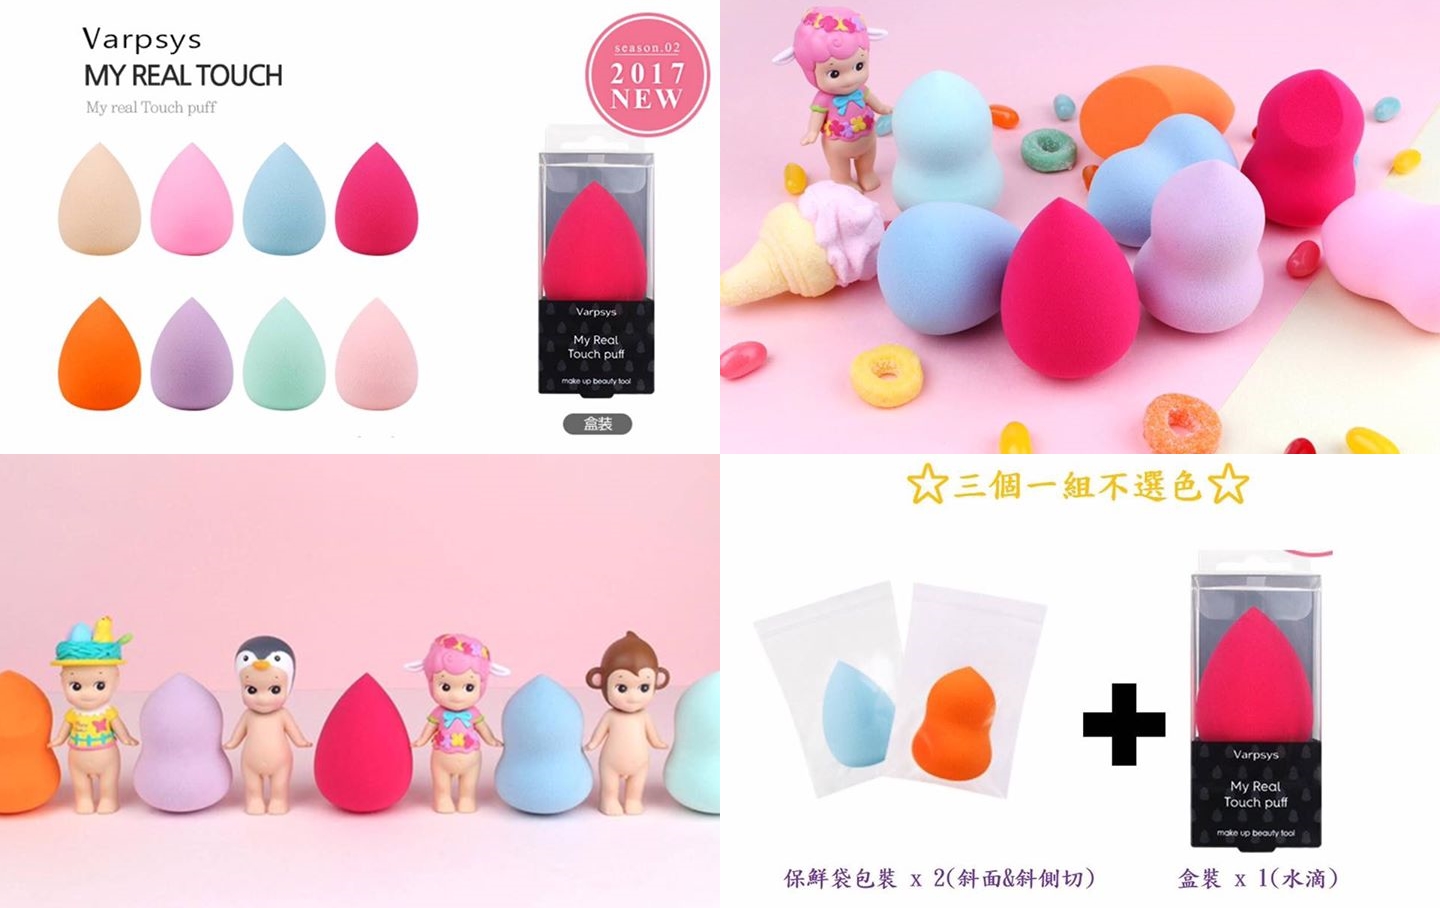 Varpsys
MY REAL TOUCH
My real Touch puff
season.02
2017
NEW
Varpsys
My Real
Touch puff
make up beauty tool
盒装
☆三個一組不選色☆
Varpsys
My Real
Touch puff
make up beauty tool
保鮮袋包裝 x 2(斜面&斜側切)
盒裝 x 1(水滴)